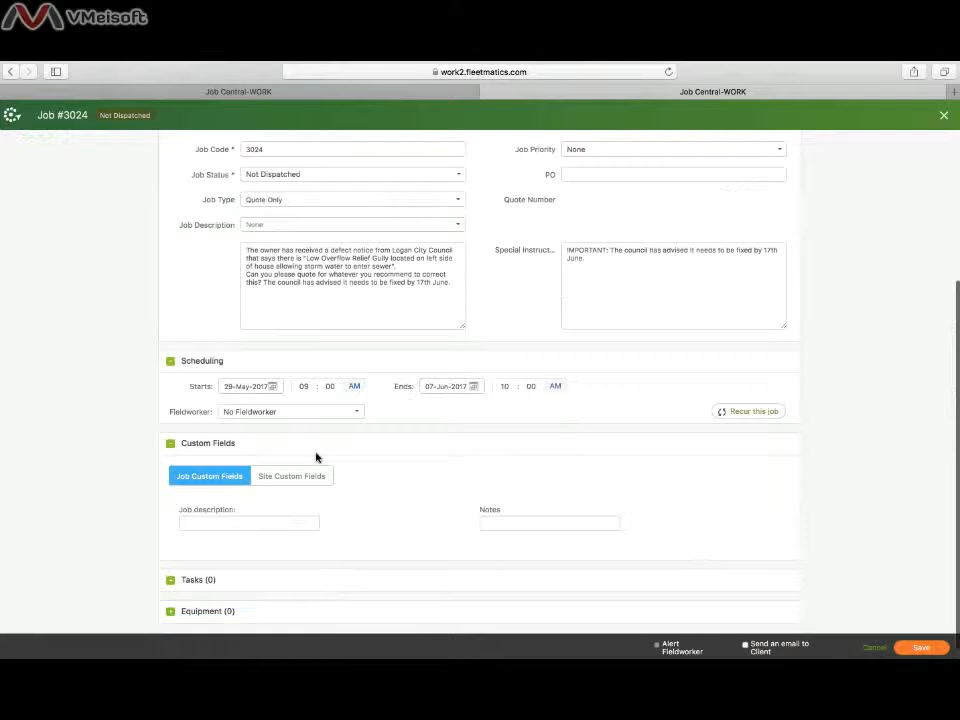 VMeisoft
work2.fleetmatics.com
Job Central-WORK Job Central-WORK
Job #3024 Not Dispatched
Job Code * 3024 Job Priority None
Job Status * Not Dispatched PO
Job Type Quote Only Quote Number
Job Description None
The owner has received a defect notice from Logan City Council
that says there is "Low Overflow Relief Gully located on left side
of house allowing storm water to enter sewer".
Can you please quote for whatever you recommend to correct
this? The council has advised it needs to be fixed by 17th June.
Special Instruct... IMPORTANT: The council has advised it needs to be fixed by 17th
June.
Scheduling
Starts: 29-May-2017 09 : 00 AM Ends: 07-Jun-2017 10 : 00 AM
Fieldworker: No Fieldworker Recur this job
Custom Fields
Job Custom Fields Site Custom Fields
Job description: Notes
Tasks (0)
Equipment (0)
Alert
Fieldworker
Send an email to
Client
Cancel Save